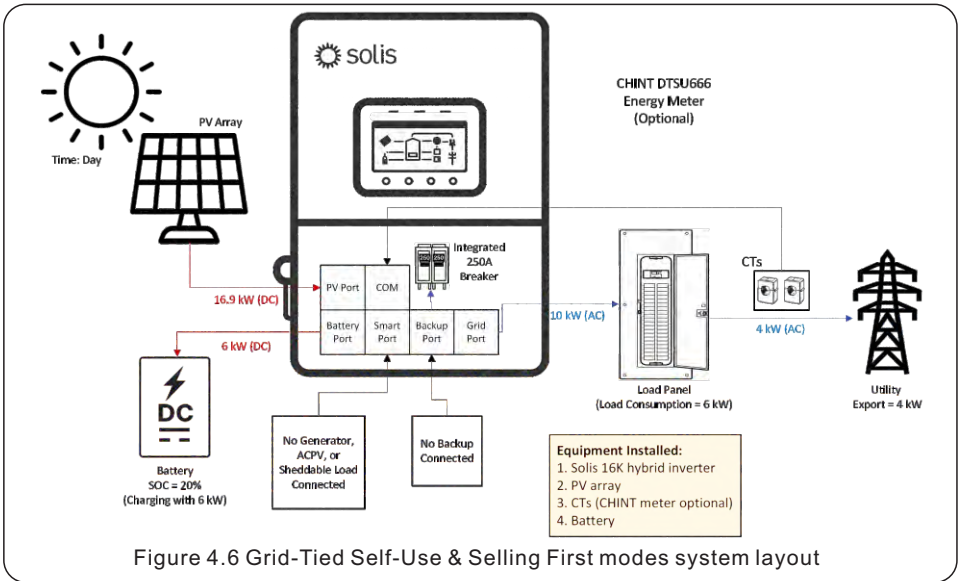 solis
CHINT DTSU666
Energy Meter
(Optional)
PV Array
Time: Day
Integrated
250A
Breaker
250 250
CTs
PV Port
COM
16.9 kW (DC)
Battery
Port
Smart
Port
Backup
Port
Grid
Port
10 kW (AC)
4 kW (AC)
6 kW (DC)
DC
Load Panel
(Load Consumption = 6 kW)
Utility
Export = 4 kW
No Generator,
ACPV, or
Sheddable Load
Connected
No Backup
Connected
Battery
SOC = 20%
(Charging with 6 kW)
Equipment Installed:
1. Solis 16K hybrid inverter
2. PV array
3. CTs (CHINT meter optional)
4. Battery
Figure 4.6 Grid-Tied Self-Use & Selling First modes system layout